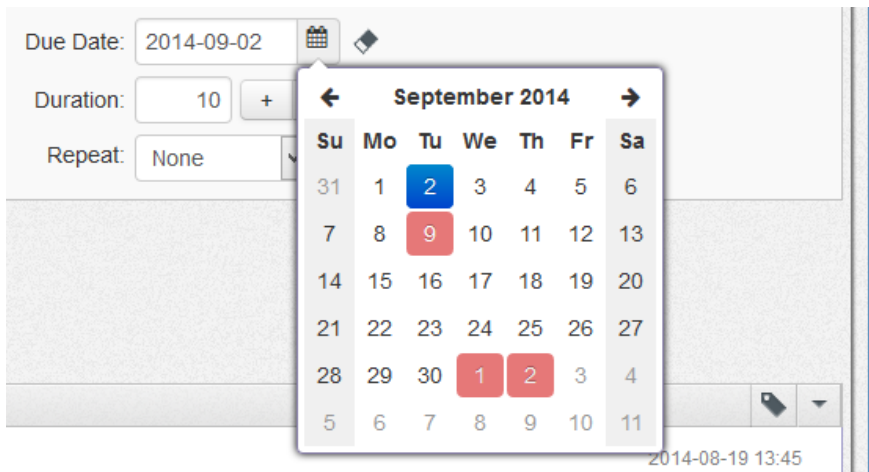 Due Date: 2014-09-02
Duration: 10 +
Repeat: None
September 2014
Su Mo Tu We Th Fr Sa
31 1 2 3 4 5 6
7 8 9 10 11 12 13
14 15 16 17 18 19 20
21 22 23 24 25 26 27
28 29 30 1 2 3 4
5 6 7 8 9 10 11
2014-08-19 13:45